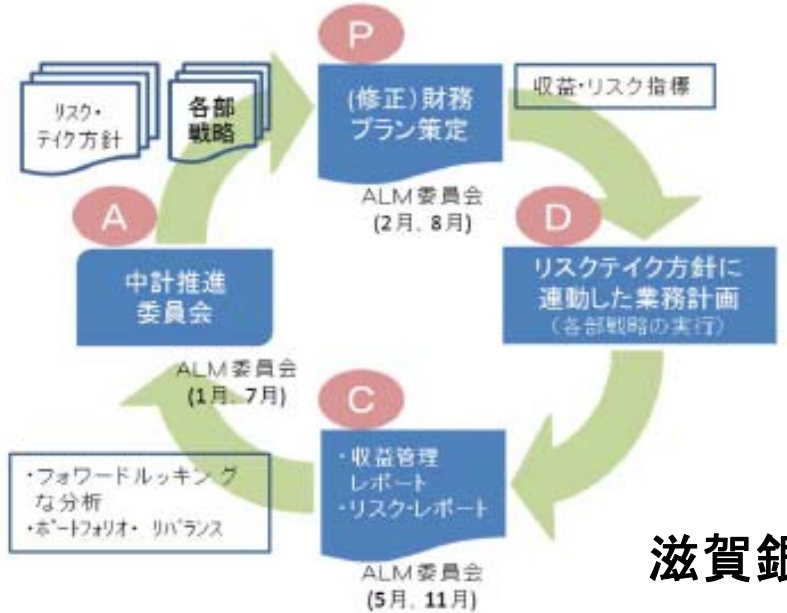 P
(修正)財務
プラン策定
ALM委員会
(2月、8月)
収益・リスク指標
リスク・
テイク方針
各部
戦略
D
リスクテイク方針に
連動した業務計画
(各部戦略の実行)
A
中計推進
委員会
ALM委員会
(1月、7月)
C
・収益管理
レポート
・リスク・レポート
ALM委員会
(5月、11月)
・フォワードルッキング
な分析
・ポートフォリオ・リバランス
滋賀銀